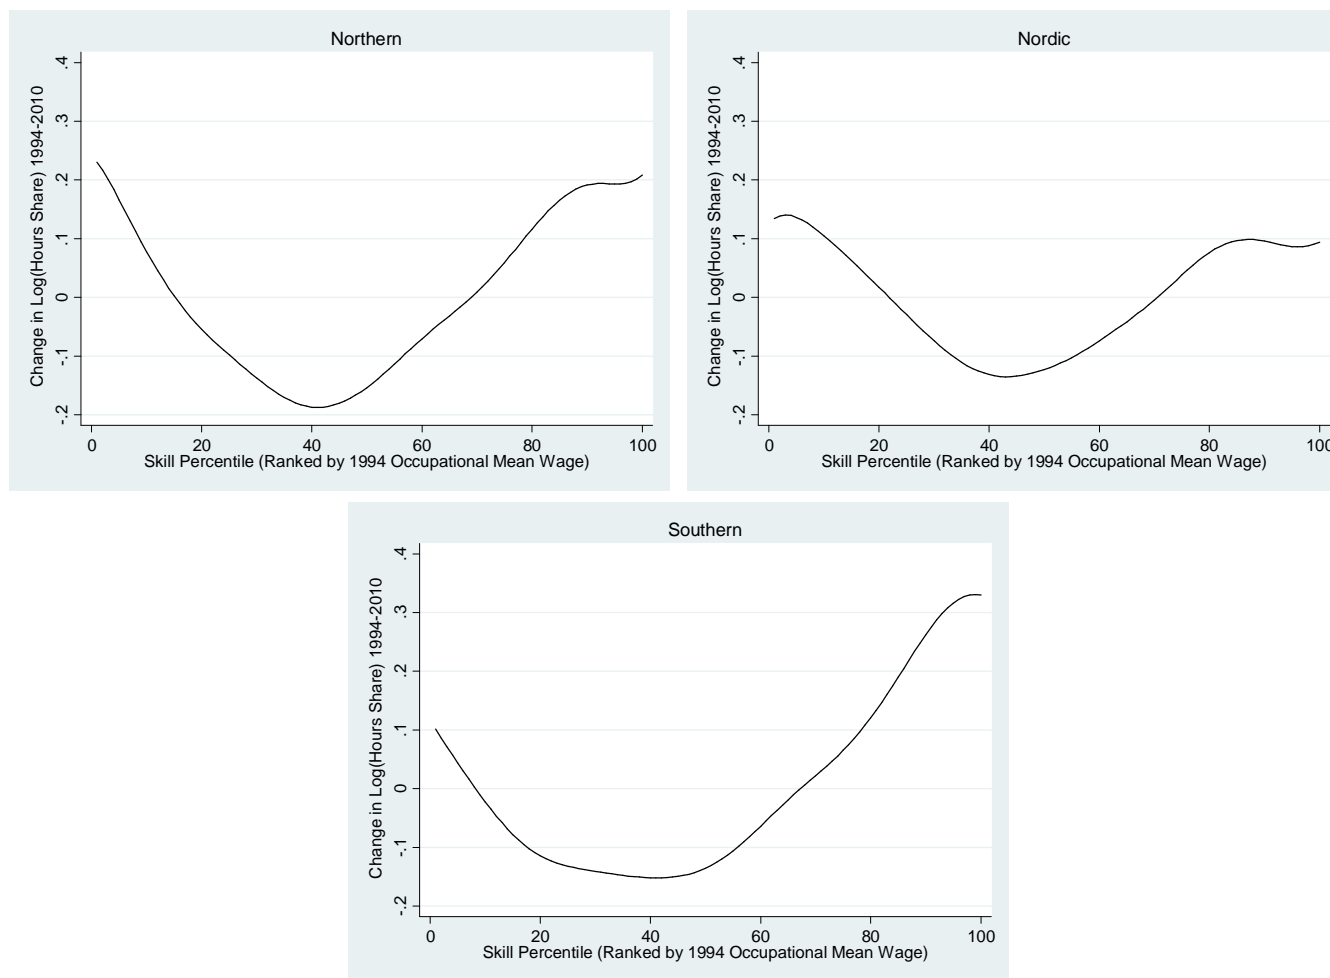 Northern
Change in Log(Hours Share) 1994-2010
.4
.3
.2
.1
0
-.1
-.2
0 20 40 60 80 100
Skill Percentile (Ranked by 1994 Occupational Mean Wage)
Nordic
Change in Log(Hours Share) 1994-2010
.4
.3
.2
.1
0
-.1
-.2
0 20 40 60 80 100
Skill Percentile (Ranked by 1994 Occupational Mean Wage)
Southern
Change in Log(Hours Share) 1994-2010
.4
.3
.2
.1
0
-.1
-.2
0 20 40 60 80 100
Skill Percentile (Ranked by 1994 Occupational Mean Wage)